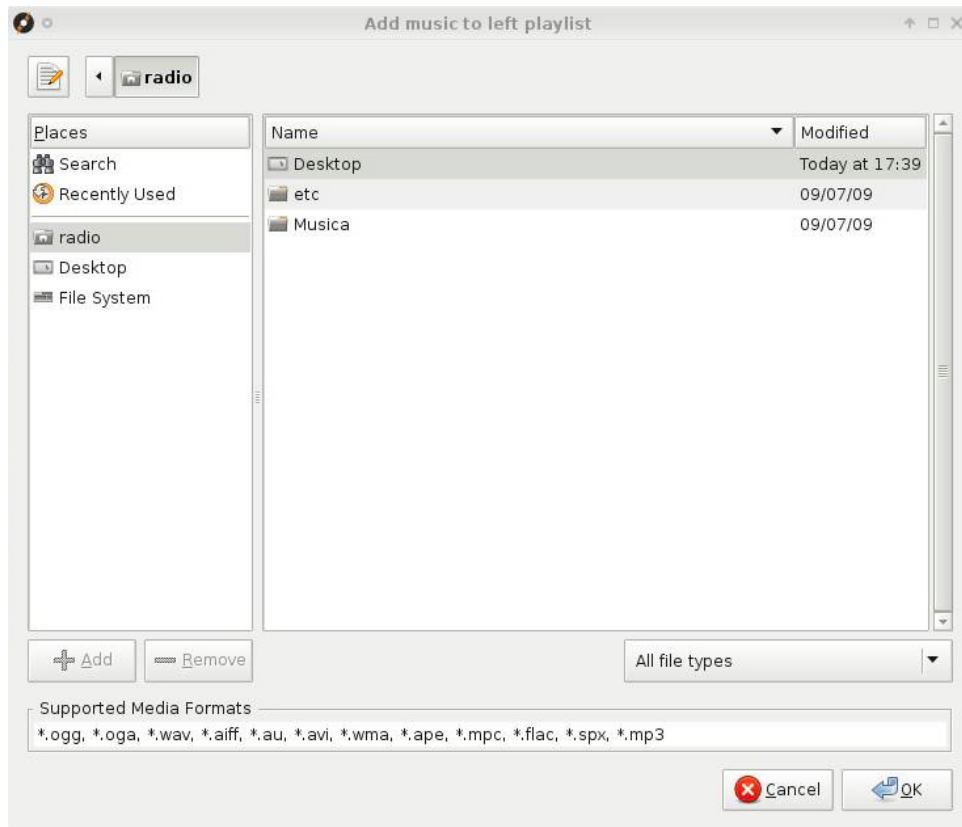 Add music to left playlist
radio
Places
Search
Recently Used
radio
Desktop
File System
Name Modified
Desktop Today at 17:39
etc 09/07/09
Musica 09/07/09
Add Remove All file types
Supported Media Formats
*.ogg, *.oga, *.wav, *.aiff, *.au, *.avi, *.wma, *.ape, *.mpc, *.flac, *.spx, *.mp3
Cancel OK